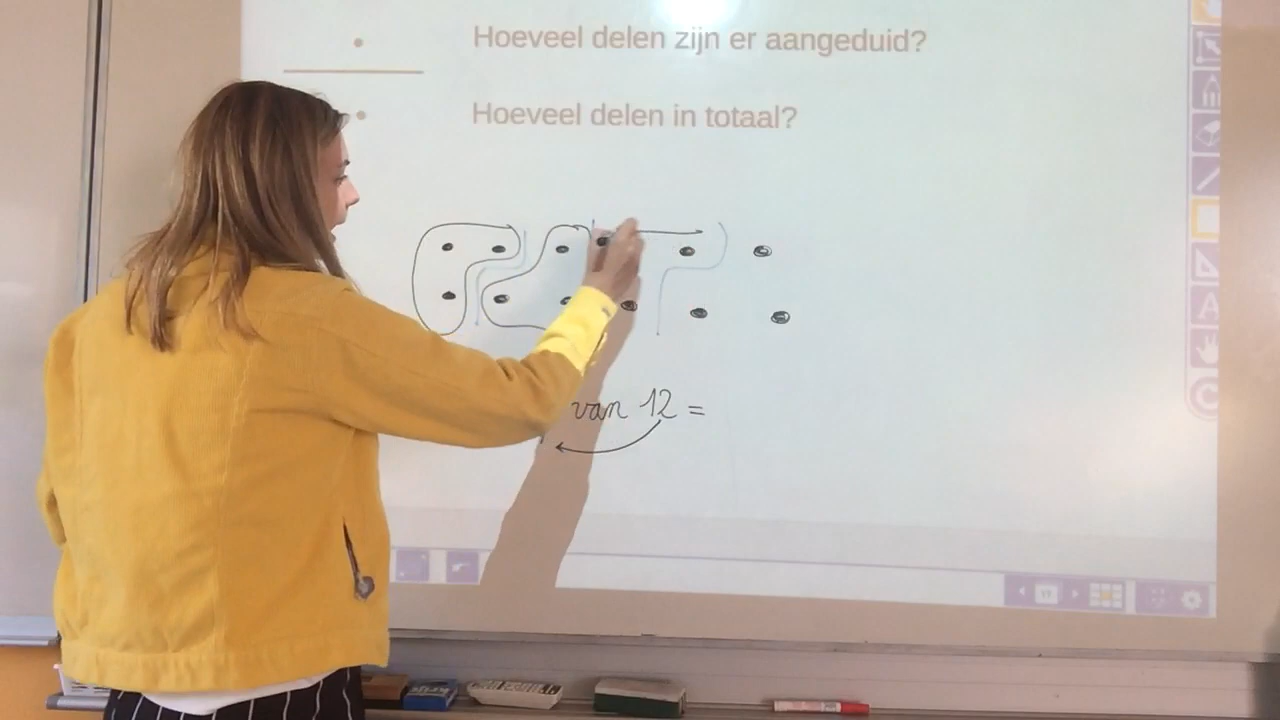 Hoeveel delen zijn er aangeduid?
Hoeveel delen in totaal?
van 12 =